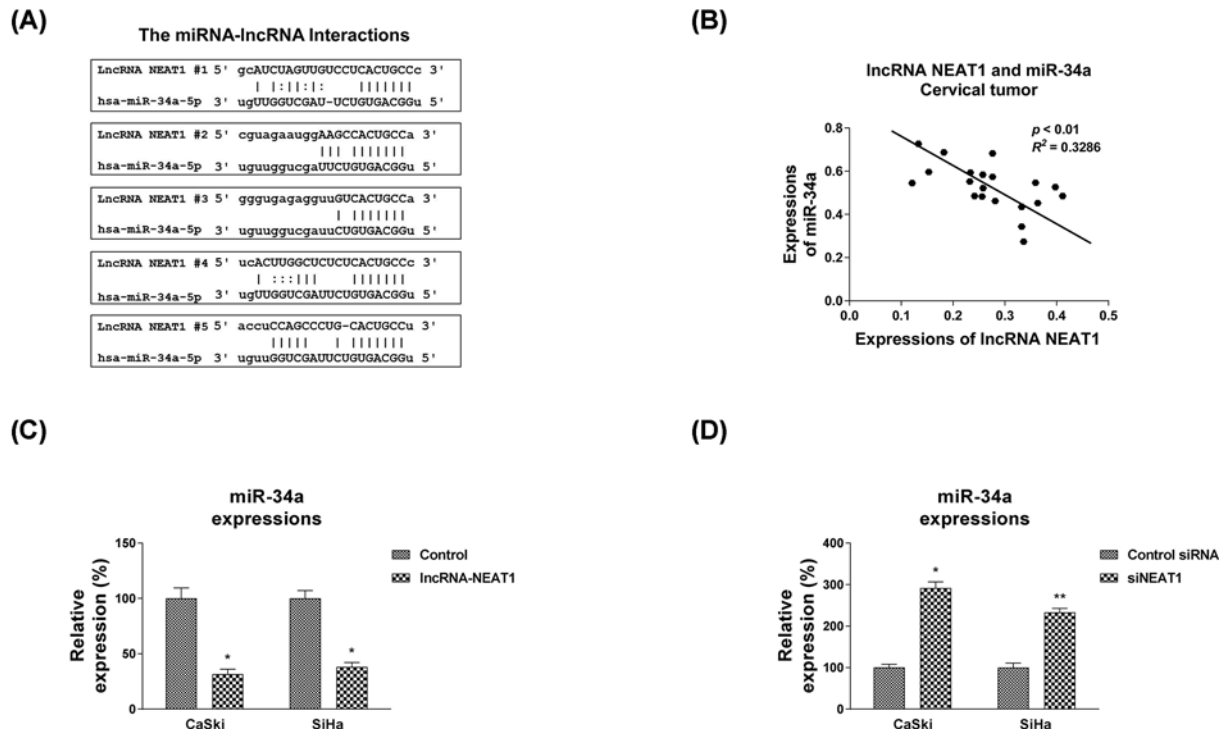 (A)
The miRNA-lncRNA Interactions
LncRNA NEAT1 #1 5' gcAUCUAGUUGUCCUCACUGCCc 3'
hsa-miR-34a-5p 3' ugUUGGUCGAU-UCUGUGACGGu 5'
LncRNA NEAT1 #2 5' cguagaauggAAGCCACUGCCa 3'
hsa-miR-34a-5p 3' uguuggucgaUUCUGUGACGGu 5'
LncRNA NEAT1 #3 5' gggugagagguuGUCACUGCCa 3'
hsa-miR-34a-5p 3' uguuggucgauuCUGUGACGGu 5'
LncRNA NEAT1 #4 5' ucACUUGGCUCUCUCACUGCCc 3'
hsa-miR-34a-5p 3' ugUUGGUCGAUUCUGUGACGGu 5'
LncRNA NEAT1 #5 5' accuCCAGCCCUG-CACUGCCu 3'
hsa-miR-34a-5p 3' uguuGGUCGAUUCUGUGACGGu 5'
(B)
lncRNA NEAT1 and miR-34a
Cervical tumor
p < 0.01
R² = 0.3286
Expressions
of miR-34a
0.8
0.6
0.4
0.2
0.0
0.0 0.1 0.2 0.3 0.4 0.5
Expressions of lncRNA NEAT1
(C)
miR-34a
expressions
Relative
expression (%)
150
100
50
0
* *
CaSki SiHa
Control
lncRNA-NEAT1
(D)
miR-34a
expressions
Relative
expression (%)
400
300
200
100
0
* **
CaSki SiHa
Control siRNA
siNEAT1